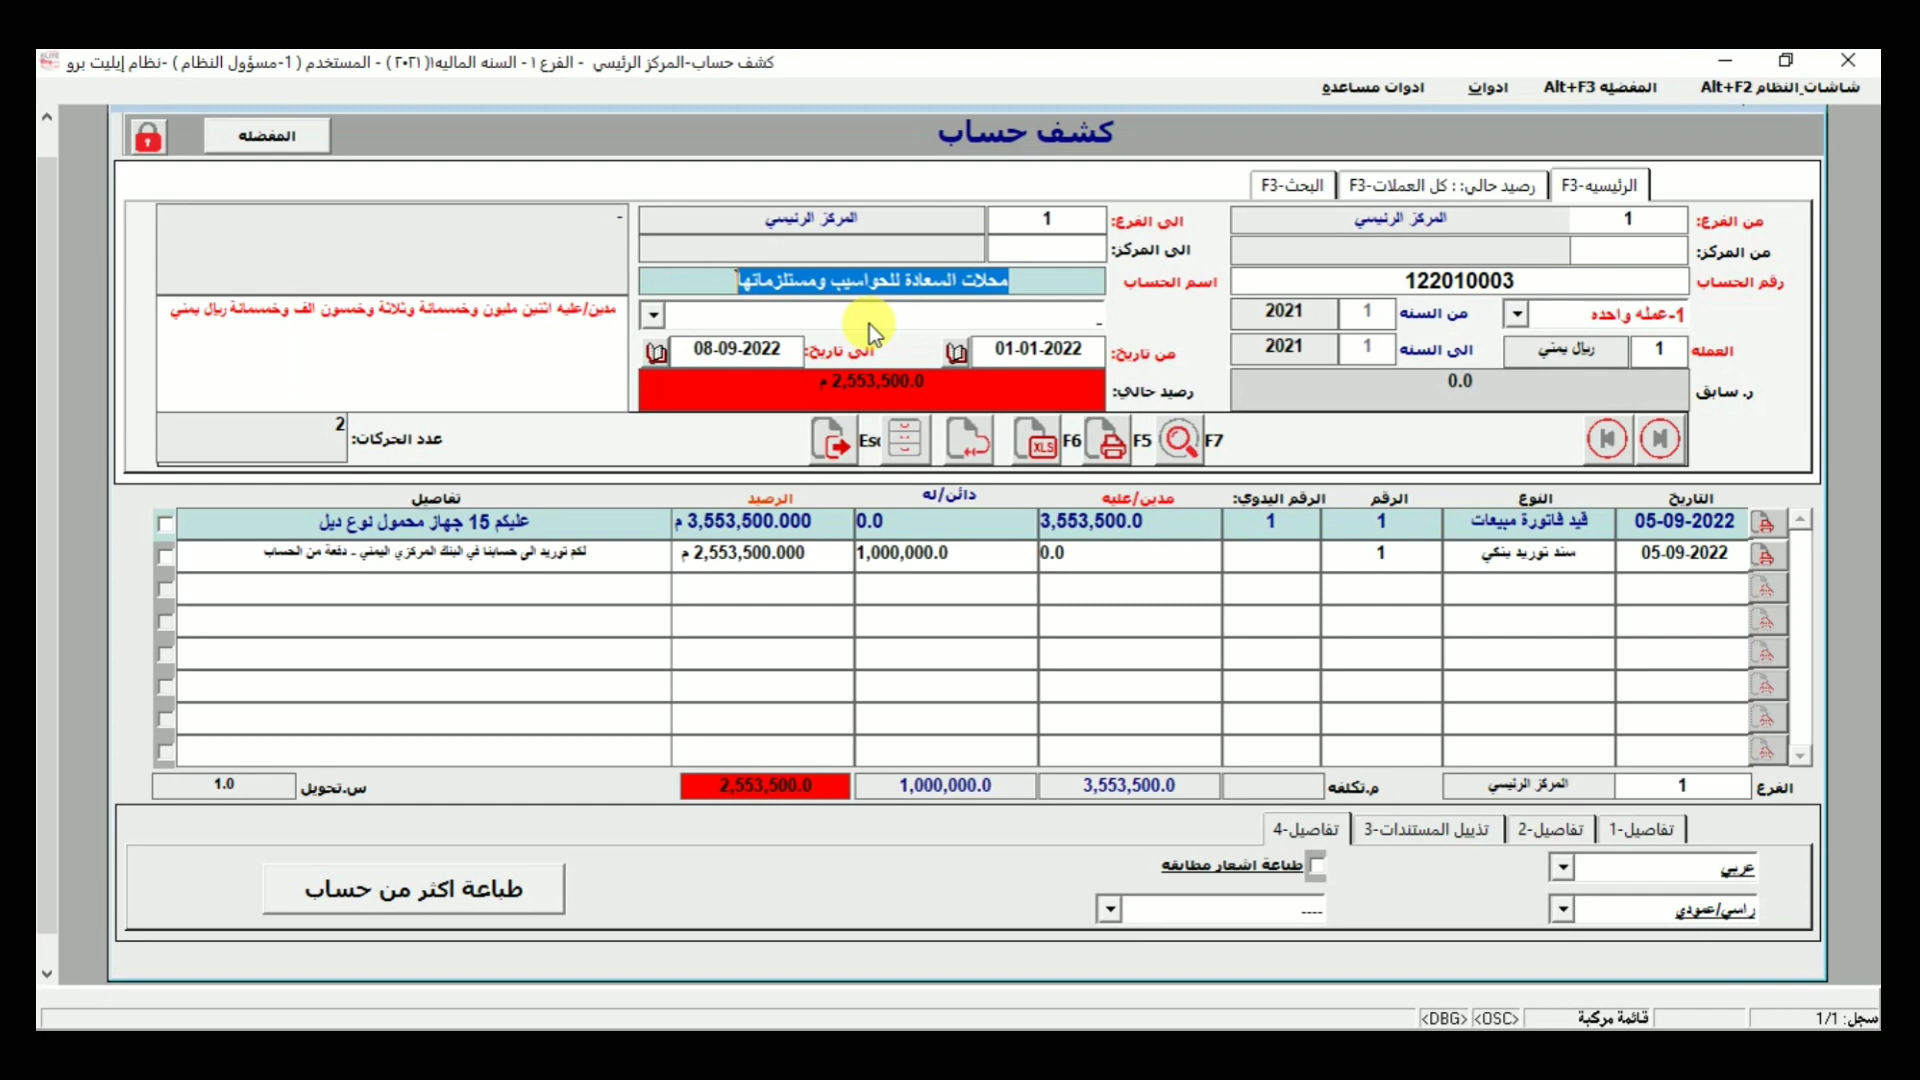 كشف حساب-المركز الرئيسي - الفرع ١ - السنه الماليه١(٢٠٢١ ) - المستخدم ( 1-مسؤول النظام ) -نظام إيليت برو
شاشات النظام Alt+F2 المفضله Alt+F3 ادوات ادوات مساعده
كشف حساب
المفضله
الرئيسيه-F3 رصيد حالي: : كل العملات-F3 البحث-F3
من الفرع: 1 المركز الرئيسي الى الفرع: 1 المركز الرئيسي -
من المركز: الى المركز:
رقم الحساب 122010003 اسم الحساب محلات السعادة للحواسيب ومستلزماتها
مدين/عليه اثنين مليون وخمسمائة وثلاثة وخمسون الف وخمسمائة ريال يمني
1-عمله واحده من السنه 1 2021 -
العمله 1 ريال يمني الى السنه 1 2021 من تاريخ: 01-01-2022 الى تاريخ: 08-09-2022
ر. سابق 0.0 رصيد حالي: 2,553,500.0 م
F7 F5 F6 Esc عدد الحركات: 2
التاريخ النوع الرقم الرقم اليدوي: مدين/عليه دائن/له الرصيد تفاصيل
05-09-2022 قيد فاتورة مبيعات 1 1 3,553,500.0 0.0 3,553,500.000 م عليكم 15 جهاز محمول نوع ديل
05-09-2022 سند توريد بنكي 1 0.0 1,000,000.0 2,553,500.000 م لكم توريد الى حسابنا في البنك المركزي اليمني - دفعة من الحساب
الفرع 1 المركز الرئيسي م.تكلفه 3,553,500.0 1,000,000.0 2,553,500.0 س.تحويل 1.0
تفاصيل-1 تفاصيل-2 تذييل المستندات-3 تفاصيل-4
عربي طباعة اشعار مطابقه
طباعة اكثر من حساب
راسي/عمودي ----
سجل: 1/1 قائمة مركبة <OSC> <DBG>